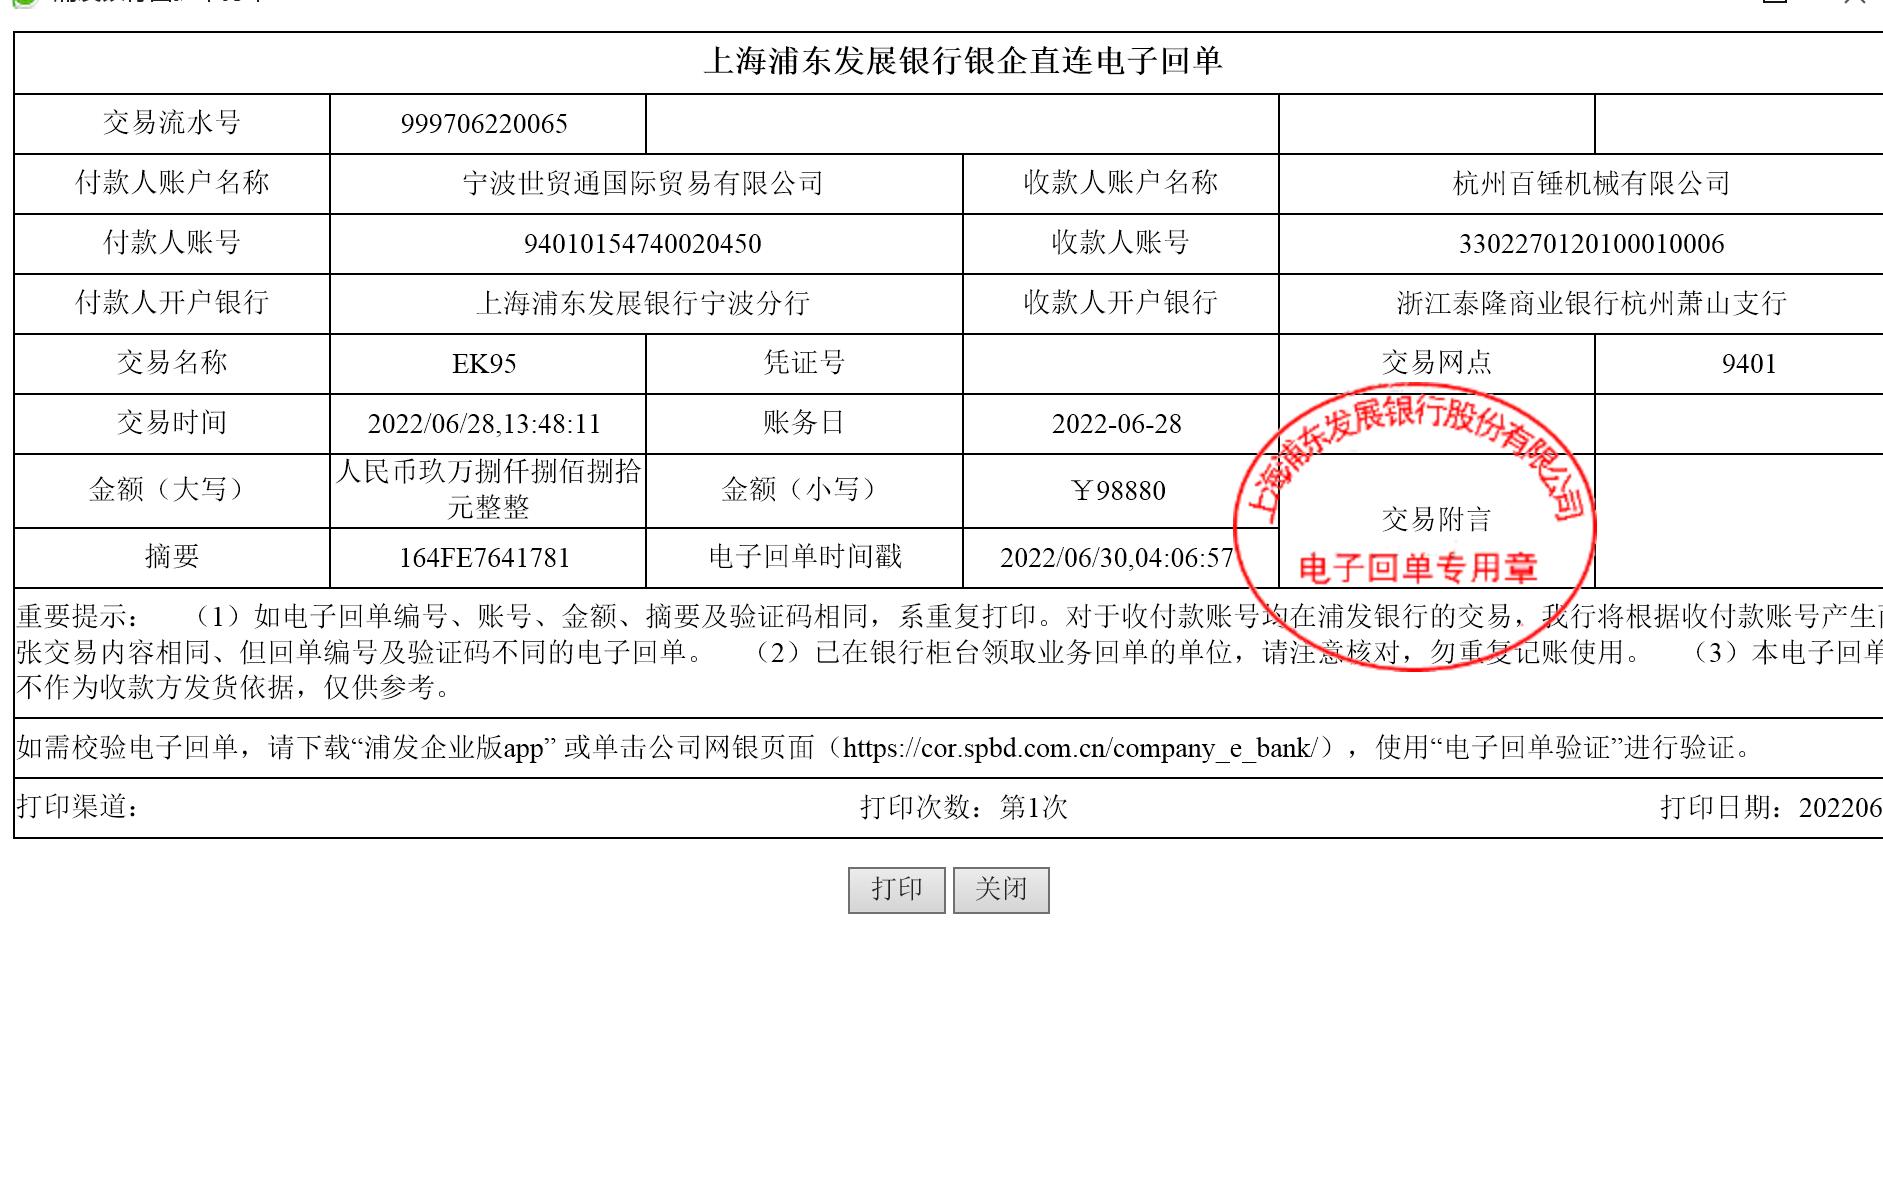 上海浦东发展银行银企直连电子回单
交易流水号 999706220065
付款人账户名称 宁波世贸通国际贸易有限公司 收款人账户名称 杭州百锤机械有限公司
付款人账号 94010154740020450 收款人账号 3302270120100010006
付款人开户银行 上海浦东发展银行宁波分行 收款人开户银行 浙江泰隆商业银行杭州萧山支行
交易名称 EK95 凭证号 交易网点 9401
交易时间 2022/06/28,13:48:11 账务日 2022-06-28
金额（大写） 人民币玖万捌仟捌佰捌拾
元整整 金额（小写） ￥98880
交易附言
摘要 164FE7641781 电子回单时间戳 2022/06/30,04:06:57
上海浦东发展银行股份有限公司
电子回单专用章
重要提示： （1）如电子回单编号、账号、金额、摘要及验证码相同，系重复打印。对于收付款账号均在浦发银行的交易，我行将根据收付款账号产生
张交易内容相同、但回单编号及验证码不同的电子回单。 （2）已在银行柜台领取业务回单的单位，请注意核对，勿重复记账使用。 （3）本电子回单
不作为收款方发货依据，仅供参考。
如需校验电子回单，请下载“浦发企业版app” 或单击公司网银页面（https://cor.spbd.com.cn/company_e_bank/），使用“电子回单验证”进行验证。
打印渠道： 打印次数：第1次 打印日期：202206
打印 关闭